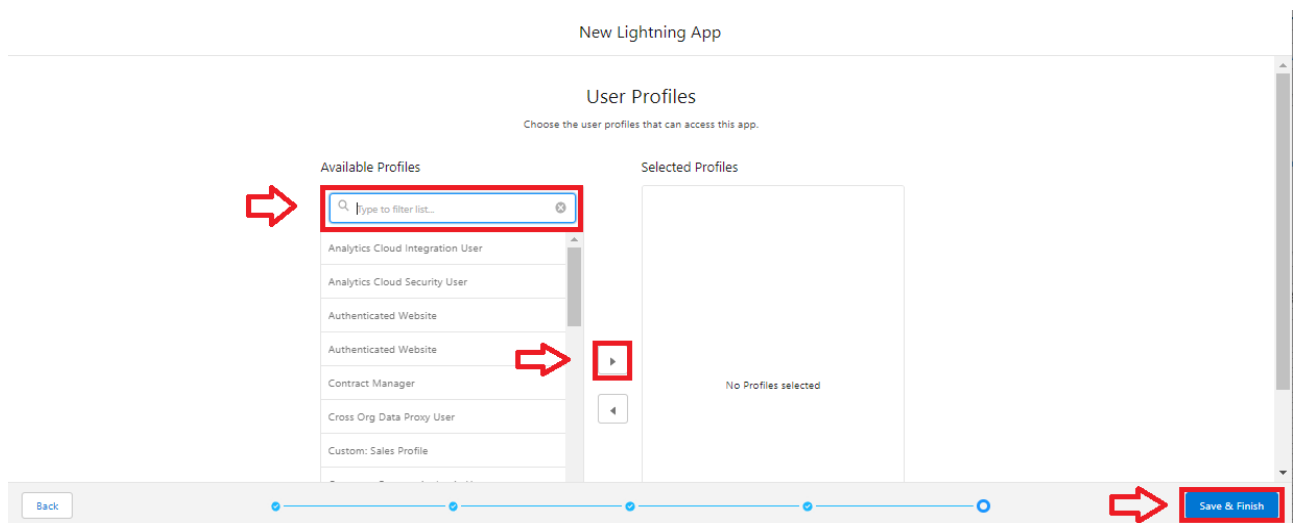 New Lightning App
User Profiles
Choose the user profiles that can access this app.
Available Profiles
Type to filter list...
Analytics Cloud Integration User
Analytics Cloud Security User
Authenticated Website
Authenticated Website
Contract Manager
Cross Org Data Proxy User
Custom: Sales Profile
Selected Profiles
No Profiles selected
Back
Save & Finish